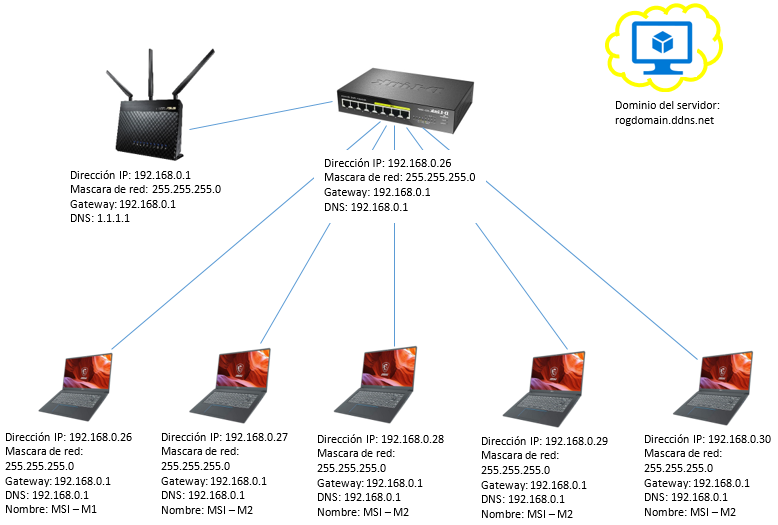 Dominio del servidor:
rogdomain.ddns.net
Dirección IP: 192.168.0.1
Mascara de red: 255.255.255.0
Gateway: 192.168.0.1
DNS: 1.1.1.1
Dirección IP: 192.168.0.26
Mascara de red: 255.255.255.0
Gateway: 192.168.0.1
DNS: 192.168.0.1
Dirección IP: 192.168.0.26
Mascara de red:
255.255.255.0
Gateway: 192.168.0.1
DNS: 192.168.0.1
Nombre: MSI – M1
Dirección IP: 192.168.0.27
Mascara de red:
255.255.255.0
Gateway: 192.168.0.1
DNS: 192.168.0.1
Nombre: MSI – M2
Dirección IP: 192.168.0.28
Mascara de red:
255.255.255.0
Gateway: 192.168.0.1
DNS: 192.168.0.1
Nombre: MSI – M2
Dirección IP: 192.168.0.29
Mascara de red:
255.255.255.0
Gateway: 192.168.0.1
DNS: 192.168.0.1
Nombre: MSI – M2
Dirección IP: 192.168.0.30
Mascara de red:
255.255.255.0
Gateway: 192.168.0.1
DNS: 192.168.0.1
Nombre: MSI – M2